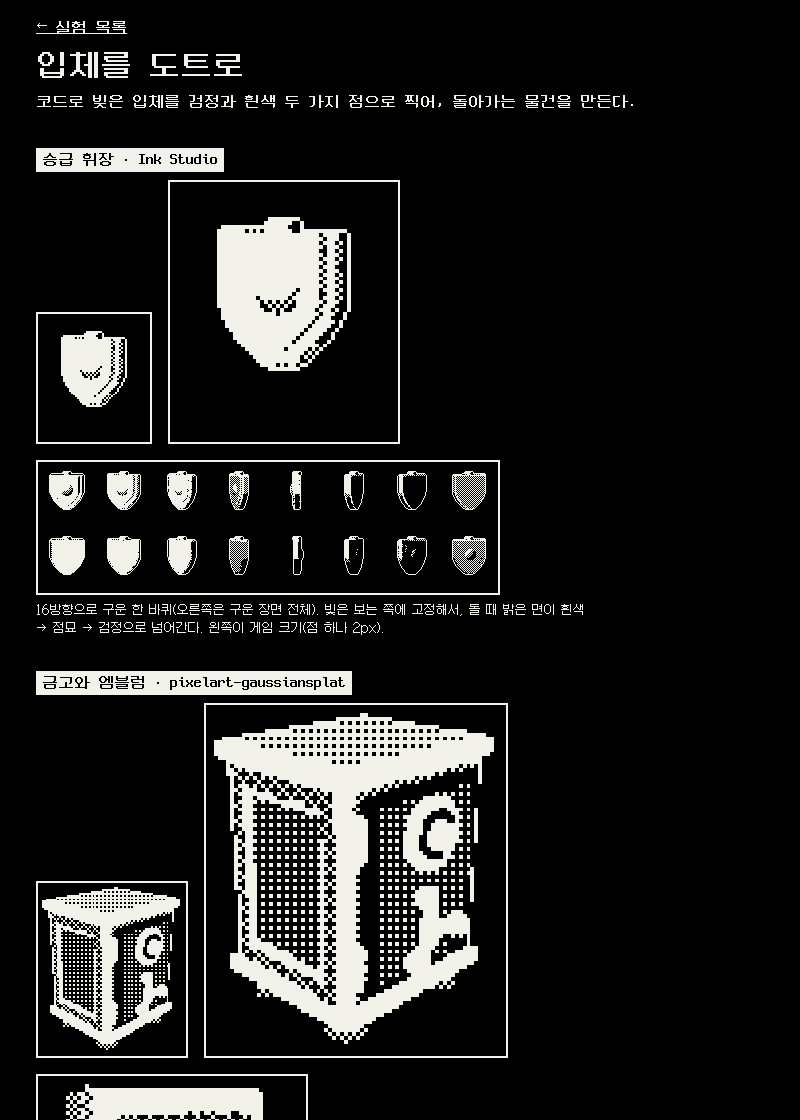 ← 실험 목록
입체를 도트로
코드로 빚은 입체를 검정과 흰색 두 가지 점으로 찍어, 돌아가는 물건을 만든다.
승급 휘장 · Ink Studio
16방향으로 구운 한 바퀴(오른쪽은 구운 장면 전체). 빛은 보는 쪽에 고정해서, 돌 때 밝은 면이 흰색
→ 점묘 → 검정으로 넘어간다. 왼쪽이 게임 크기(점 하나 2px).
금고와 엠블럼 · pixelart-gaussiansplat